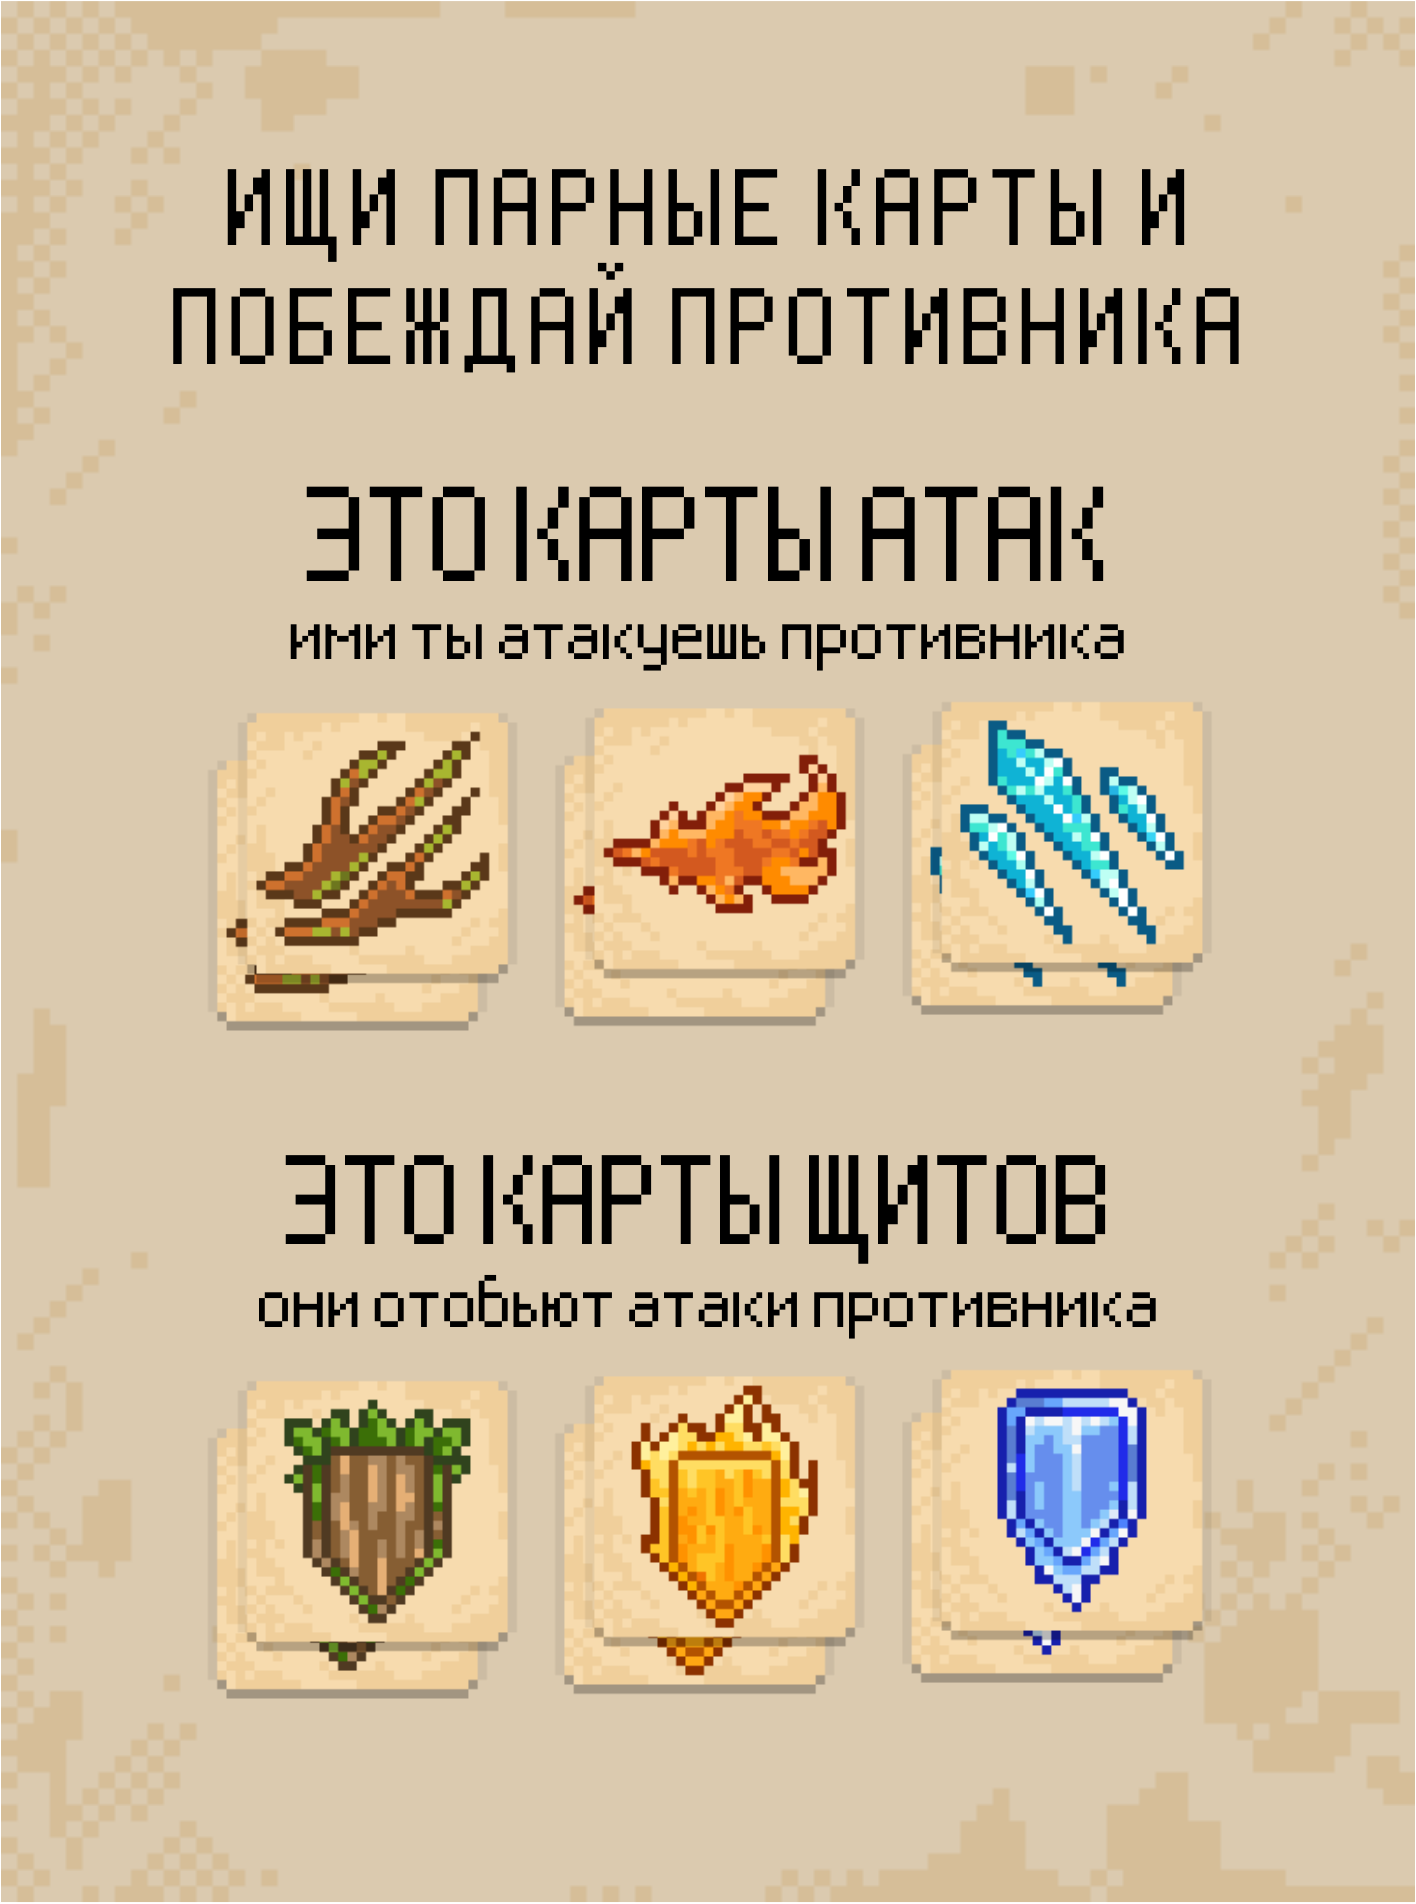 ИЩИ ПАРНЫЕ КАРТЫ И
ПОБЕЖДАЙ ПРОТИВНИКА
ЭТО КАРТЫ АТАК
ими ты атакуешь противника
ЭТО КАРТЫ ЩИТОВ
они отобьют атаки противника